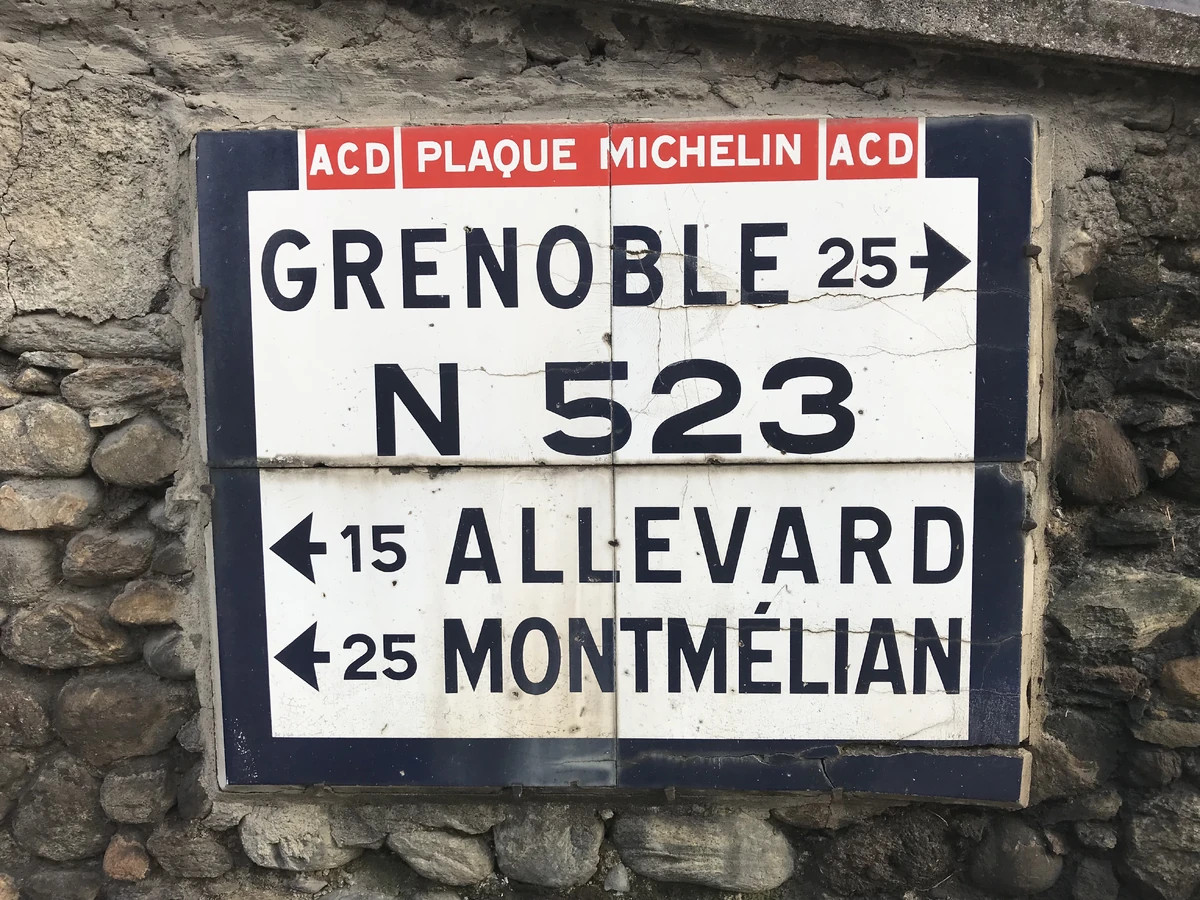 ACD PLAQUE MICHELIN ACD
GRENOBLE 25 →
N 523
← 15 ALLEVARD
← 25 MONTMÉLIAN